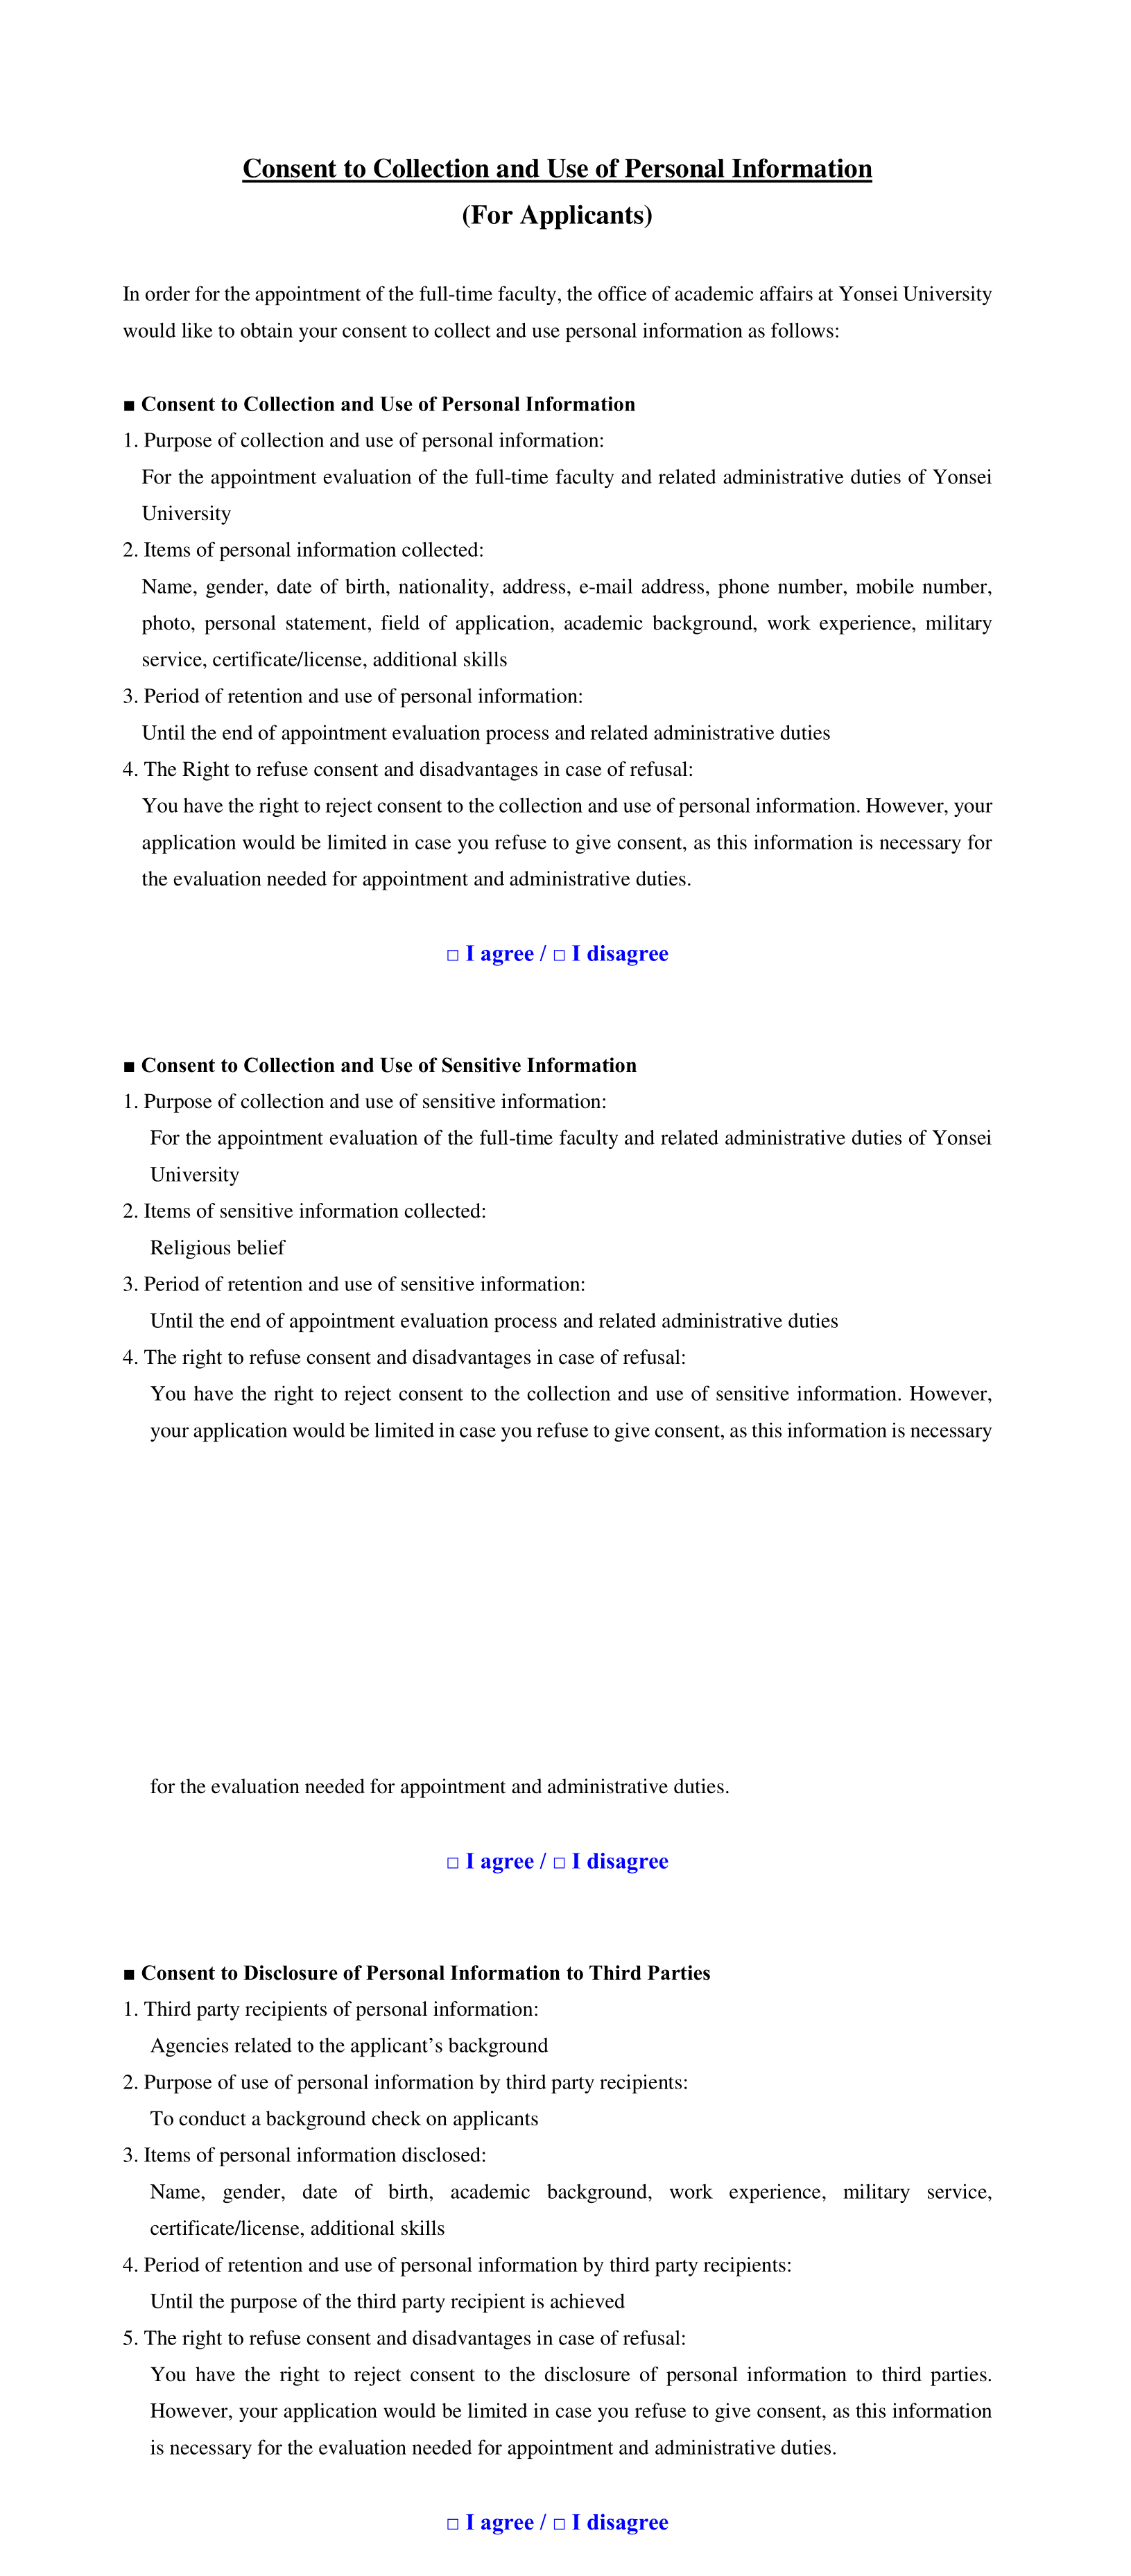 Consent to Collection and Use of Personal Information
(For Applicants)
In order for the appointment of the full-time faculty, the office of academic affairs at Yonsei University
would like to obtain your consent to collect and use personal information as follows:
■ Consent to Collection and Use of Personal Information
1. Purpose of collection and use of personal information:
For the appointment evaluation of the full-time faculty and related administrative duties of Yonsei
University
2. Items of personal information collected:
Name, gender, date of birth, nationality, address, e-mail address, phone number, mobile number,
photo, personal statement, field of application, academic background, work experience, military
service, certificate/license, additional skills
3. Period of retention and use of personal information:
Until the end of appointment evaluation process and related administrative duties
4. The Right to refuse consent and disadvantages in case of refusal:
You have the right to reject consent to the collection and use of personal information. However, your
application would be limited in case you refuse to give consent, as this information is necessary for
the evaluation needed for appointment and administrative duties.
□ I agree / □ I disagree
■ Consent to Collection and Use of Sensitive Information
1. Purpose of collection and use of sensitive information:
For the appointment evaluation of the full-time faculty and related administrative duties of Yonsei
University
2. Items of sensitive information collected:
Religious belief
3. Period of retention and use of sensitive information:
Until the end of appointment evaluation process and related administrative duties
4. The right to refuse consent and disadvantages in case of refusal:
You have the right to reject consent to the collection and use of sensitive information. However,
your application would be limited in case you refuse to give consent, as this information is necessary
for the evaluation needed for appointment and administrative duties.
□ I agree / □ I disagree
■ Consent to Disclosure of Personal Information to Third Parties
1. Third party recipients of personal information:
Agencies related to the applicant’s background
2. Purpose of use of personal information by third party recipients:
To conduct a background check on applicants
3. Items of personal information disclosed:
Name, gender, date of birth, academic background, work experience, military service,
certificate/license, additional skills
4. Period of retention and use of personal information by third party recipients:
Until the purpose of the third party recipient is achieved
5. The right to refuse consent and disadvantages in case of refusal:
You have the right to reject consent to the disclosure of personal information to third parties.
However, your application would be limited in case you refuse to give consent, as this information
is necessary for the evaluation needed for appointment and administrative duties.
□ I agree / □ I disagree